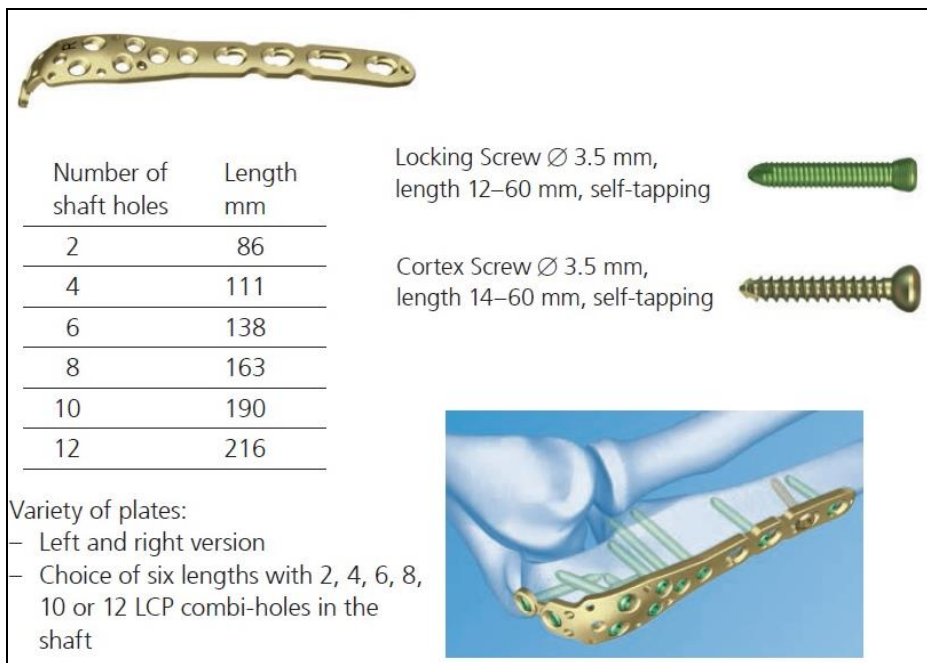 R
Number of shaft holes Length mm
2 86
4 111
6 138
8 163
10 190
12 216
Locking Screw Ø 3.5 mm,
length 12–60 mm, self-tapping
Cortex Screw Ø 3.5 mm,
length 14–60 mm, self-tapping
Variety of plates:
– Left and right version
– Choice of six lengths with 2, 4, 6, 8,
10 or 12 LCP combi-holes in the
shaft